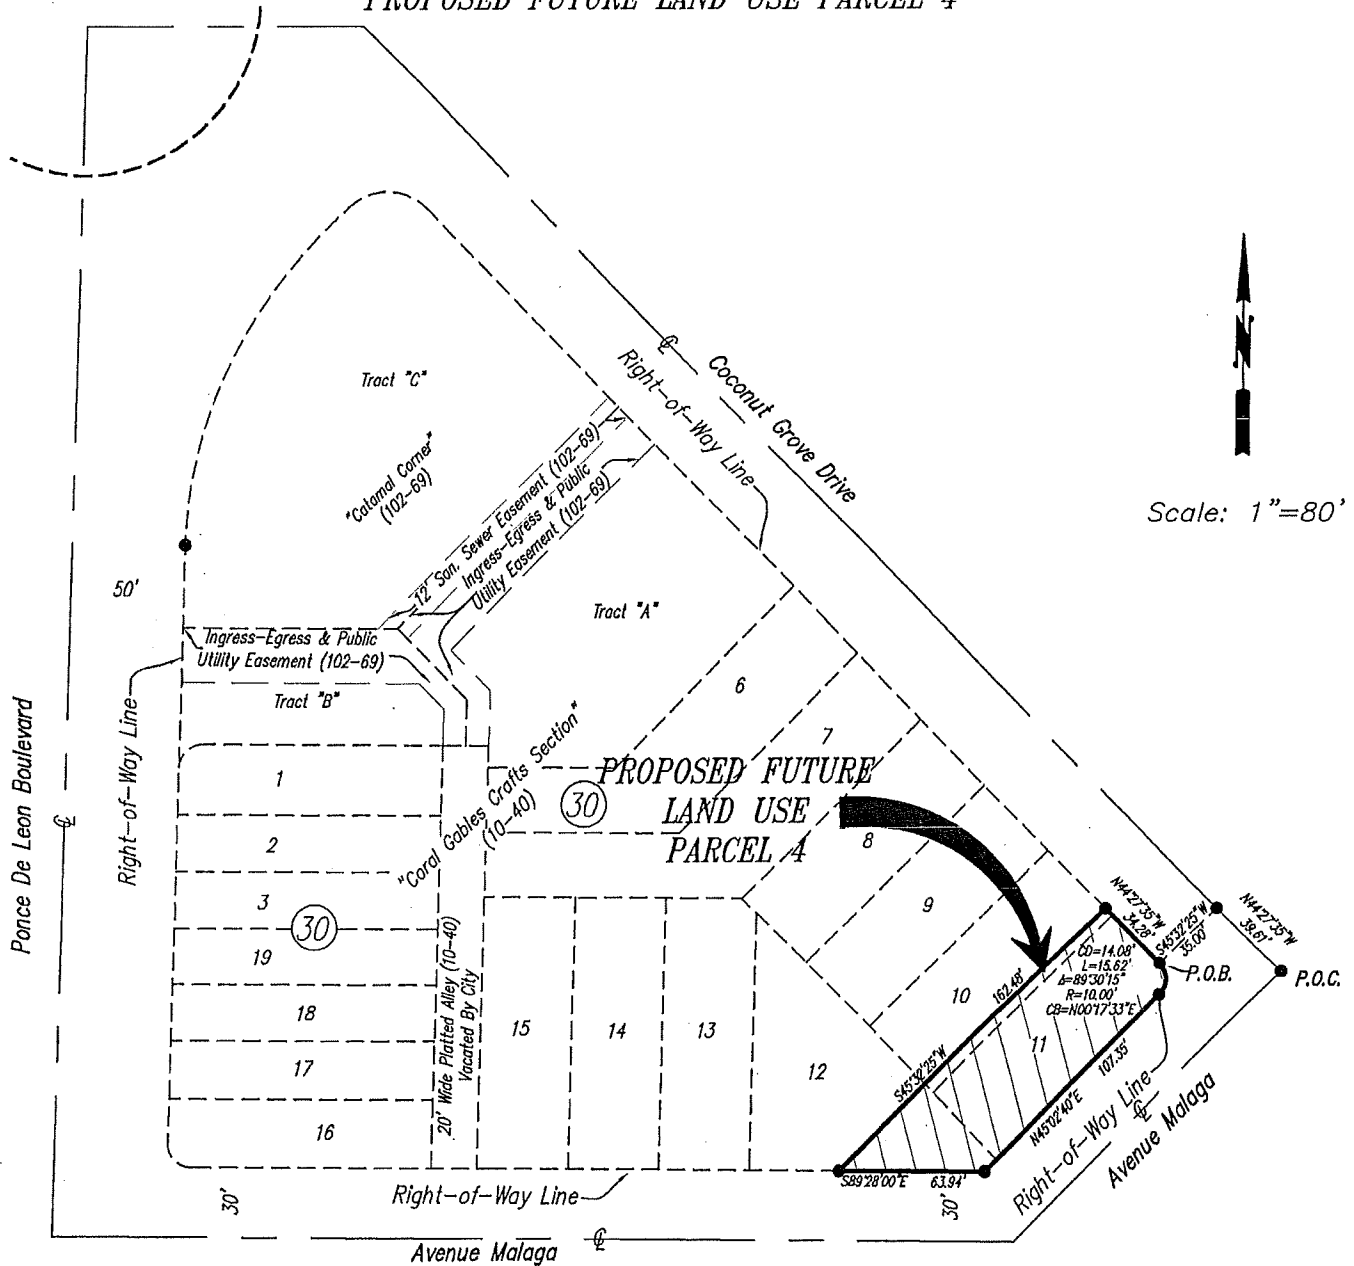 PROPOSED FUTURE LAND USE PARCEL 4
Scale: 1"=80'
N
℄
Coconut Grove Drive
Right-of-Way Line
Tract "C"
"Catamal Corner"
(102-69)
12' San. Sewer Easement (102-69)
Ingress-Egress & Public
Utility Easement (102-69)
50'
Ingress-Egress & Public
Utility Easement (102-69)
Tract "A"
Tract "B"
Right-of-Way Line
Ponce De Leon Boulevard
℄
1
2
3
30
19
18
17
16
20' Wide Platted Alley (10-40)
Vacated By City
"Coral Gables Crafts Section"
(10-40)
30
PROPOSED FUTURE
LAND USE
PARCEL 4
6
7
8
9
10
11
12
13
14
15
N44°27'35"W
34.28'
S45°32'25"W
35.00'
N44°27'35"W
39.67'
P.O.B.
P.O.C.
CD=14.08'
L=15.62'
Δ=89°30'15"
R=10.00'
CB=N00°17'33"E
162.48'
S45°32'25"W
107.35'
N45°02'40"E
S89°28'00"E 63.94'
30'
Right-of-Way Line
℄
Avenue Malaga
Right-of-Way Line
30'
Avenue Malaga
℄